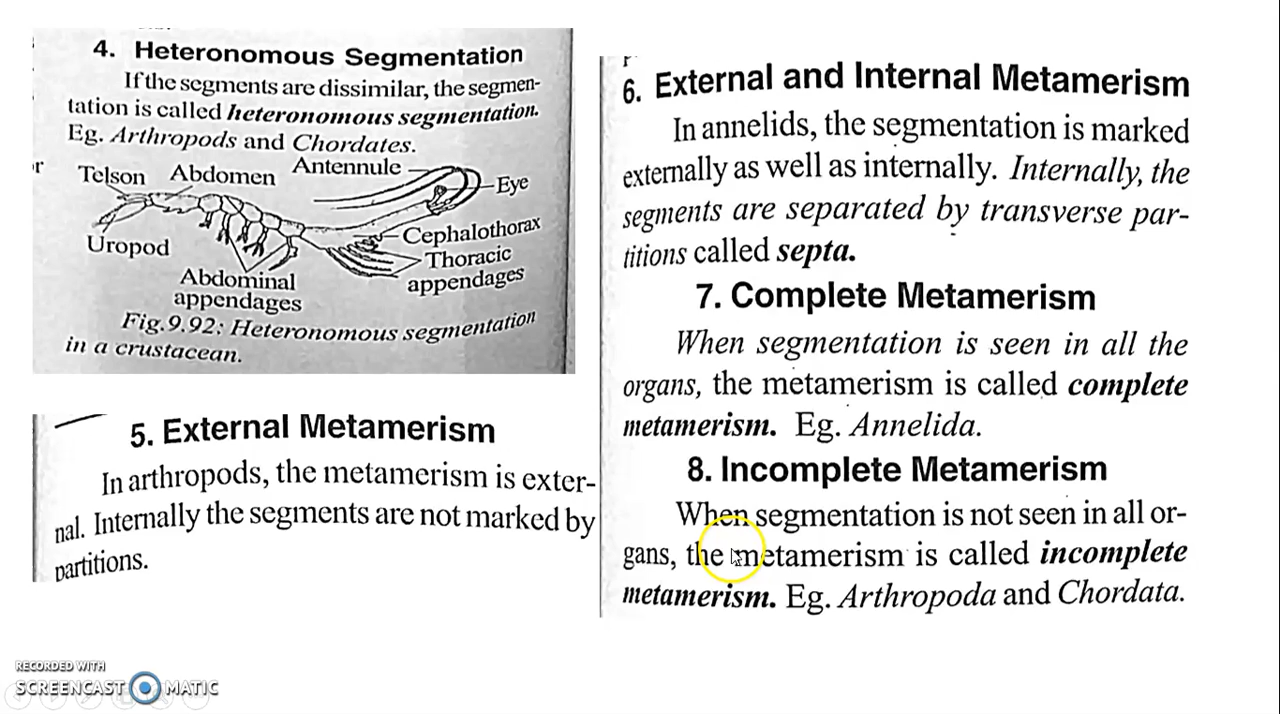 4. Heteronomous Segmentation
If the segments are dissimilar, the segmen-
tation is called heteronomous segmentation.
Eg. Arthropods and Chordates.
Telson Abdomen Antennule
Eye
Uropod
Cephalothorax
Thoracic
appendages
Abdominal
appendages
Fig.9.92: Heteronomous segmentation
in a crustacean.
5. External Metamerism
In arthropods, the metamerism is exter-
nal. Internally the segments are not marked by
partitions.
6. External and Internal Metamerism
In annelids, the segmentation is marked
externally as well as internally. Internally, the
segments are separated by transverse par-
titions called septa.
7. Complete Metamerism
When segmentation is seen in all the
organs, the metamerism is called complete
metamerism. Eg. Annelida.
8. Incomplete Metamerism
When segmentation is not seen in all or-
gans, the metamerism is called incomplete
metamerism. Eg. Arthropoda and Chordata.
RECORDED WITH
SCREENCAST MATIC